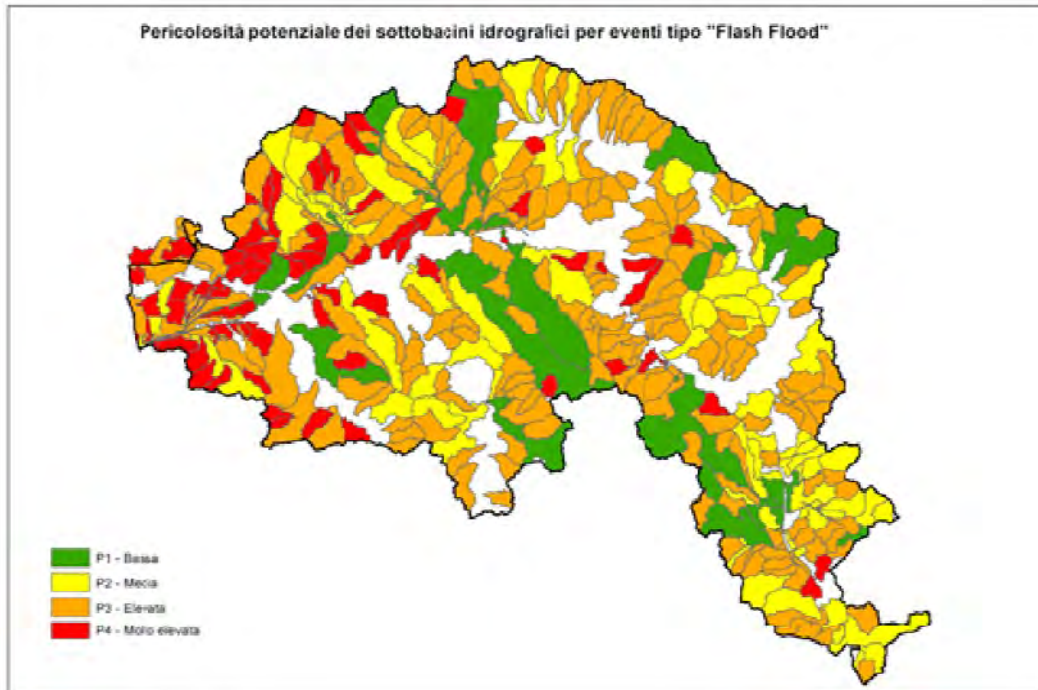 Pericolosità potenziale dei sottobacini idrografici per eventi tipo "Flash Flood"
P1 - Bassa
P2 - Media
P3 - Elevata
P4 - Molto elevata